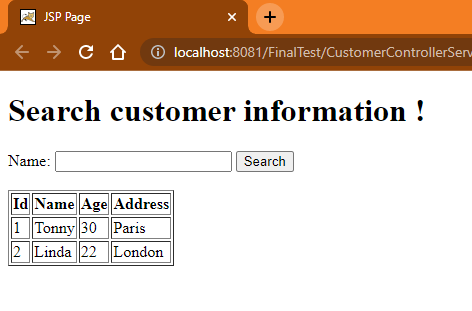 JSP Page
localhost:8081/FinalTest/CustomerControllerServ
Search customer information !
Name: Search
Id Name Age Address
1 Tonny 30 Paris
2 Linda 22 London